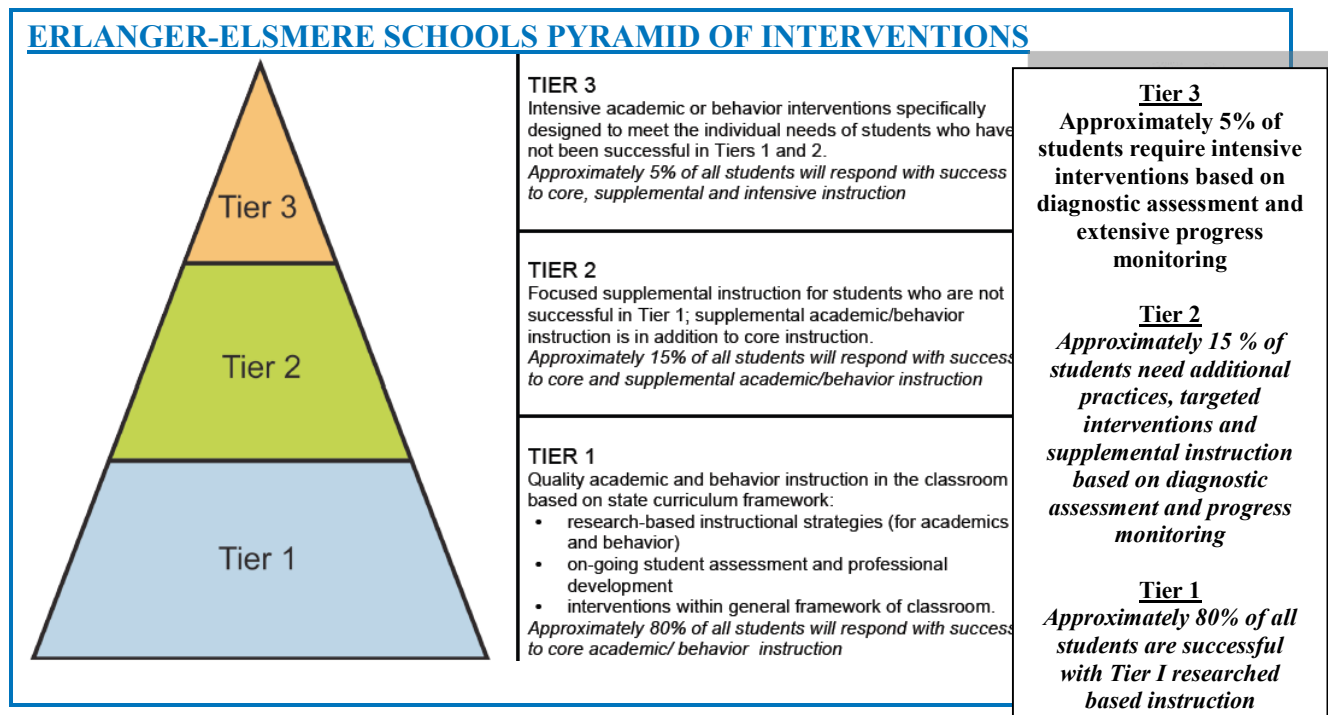 ERLANGER-ELSMERE SCHOOLS PYRAMID OF INTERVENTIONS
Tier 3
Tier 2
Tier 1
TIER 3
Intensive academic or behavior interventions specifically
designed to meet the individual needs of students who have
not been successful in Tiers 1 and 2.
Approximately 5% of all students will respond with success
to core, supplemental and intensive instruction
TIER 2
Focused supplemental instruction for students who are not
successful in Tier 1; supplemental academic/behavior
instruction is in addition to core instruction.
Approximately 15% of all students will respond with success
to core and supplemental academic/behavior instruction
TIER 1
Quality academic and behavior instruction in the classroom
based on state curriculum framework:
• research-based instructional strategies (for academics
and behavior)
• on-going student assessment and professional
development
• interventions within general framework of classroom.
Approximately 80% of all students will respond with success
to core academic/ behavior instruction
Tier 3
Approximately 5% of
students require intensive
interventions based on
diagnostic assessment and
extensive progress
monitoring
Tier 2
Approximately 15 % of
students need additional
practices, targeted
interventions and
supplemental instruction
based on diagnostic
assessment and progress
monitoring
Tier 1
Approximately 80% of all
students are successful
with Tier I researched
based instruction